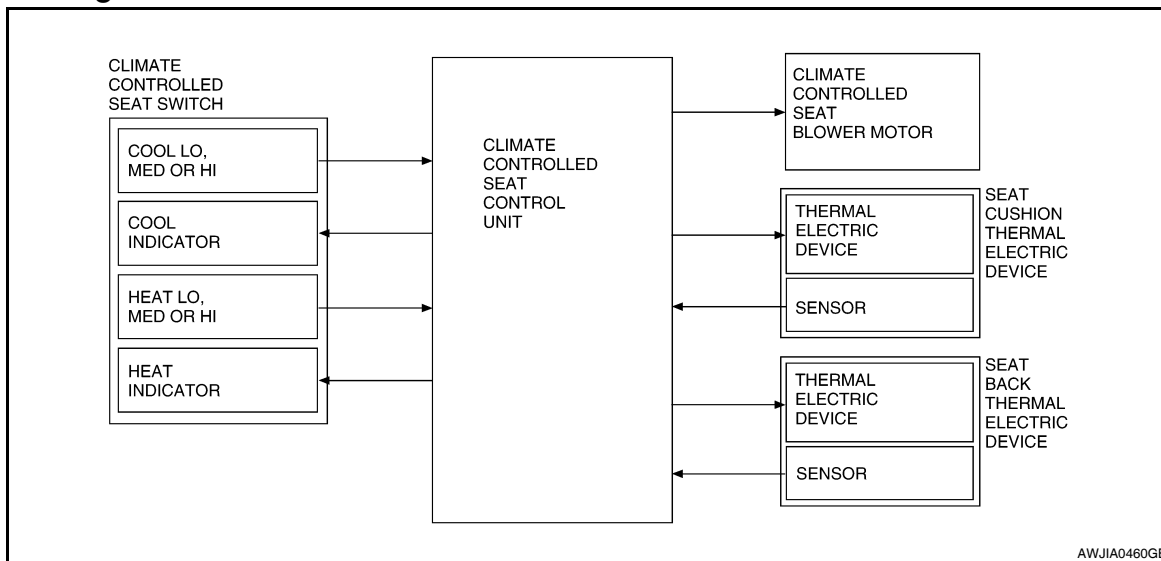 CLIMATE
CONTROLLED
SEAT SWITCH
COOL LO,
MED OR HI
COOL
INDICATOR
HEAT LO,
MED OR HI
HEAT
INDICATOR
CLIMATE
CONTROLLED
SEAT
CONTROL
UNIT
CLIMATE
CONTROLLED
SEAT
BLOWER MOTOR
THERMAL
ELECTRIC
DEVICE
SENSOR
SEAT
CUSHION
THERMAL
ELECTRIC
DEVICE
THERMAL
ELECTRIC
DEVICE
SENSOR
SEAT
BACK
THERMAL
ELECTRIC
DEVICE